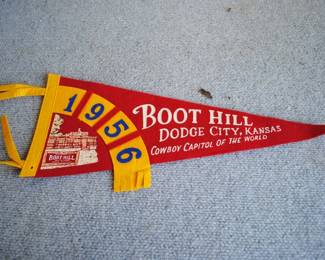 1956
BOOT HILL
DODGE CITY, KANSAS
COWBOY CAPITOL OF THE WORLD
BOOT HILL